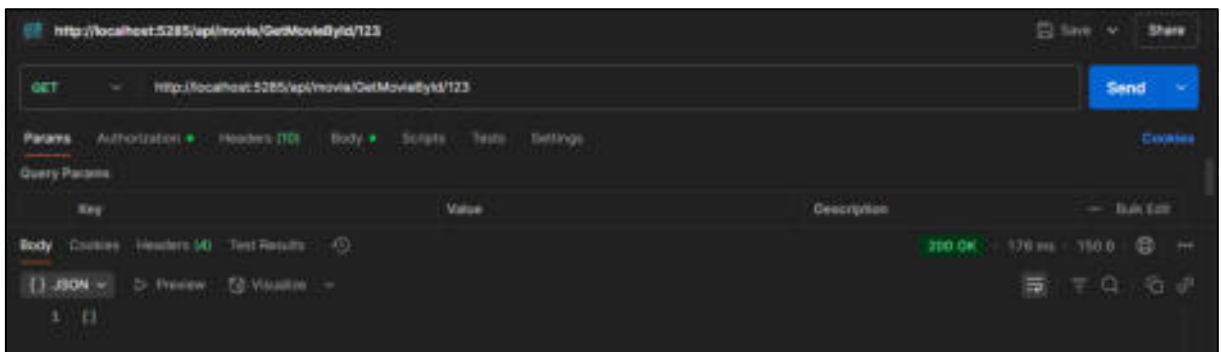 http://localhost:5285/api/movie/GetMovieById/123 Save Share
GET http://localhost:5285/api/movie/GetMovieById/123 Send
Params Authorization Headers (10) Body Scripts Tests Settings Cookies
Query Params
Key Value Description Bulk Edit
Body Cookies Headers (4) Test Results 200 OK 176 ms 150 B
{} JSON Preview Visualize
1 []